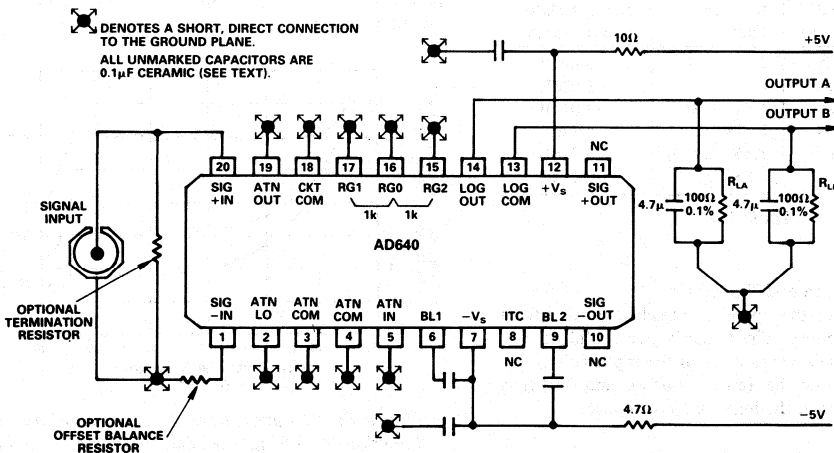 DENOTES A SHORT, DIRECT CONNECTION
TO THE GROUND PLANE.
ALL UNMARKED CAPACITORS ARE
0.1µF CERAMIC (SEE TEXT).
10Ω
+5V
OUTPUT A
OUTPUT B
NC
20
19
18
17
16
15
14
13
12
11
SIG
+IN
ATN
OUT
CKT
COM
RG1
RG0
RG2
LOG
OUT
LOG
COM
+VS
SIG
+OUT
1k
1k
SIGNAL
INPUT
AD640
4.7µ
100Ω
0.1%
RLA
4.7µ
100Ω
0.1%
OPTIONAL
TERMINATION
RESISTOR
SIG
−IN
ATN
LO
ATN
COM
ATN
COM
ATN
IN
BL1
−VS
ITC
BL2
SIG
−OUT
1
2
3
4
5
6
7
8
9
10
NC
NC
OPTIONAL
OFFSET BALANCE
RESISTOR
4.7Ω
−5V